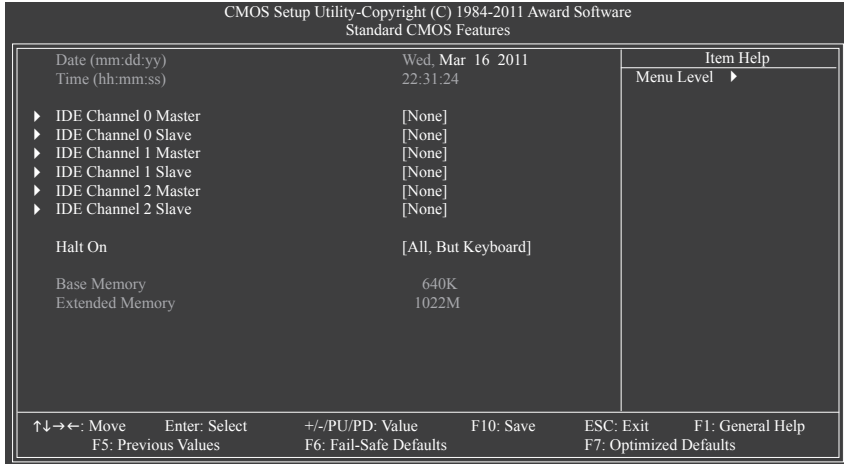 CMOS Setup Utility-Copyright (C) 1984-2011 Award Software
Standard CMOS Features
Date (mm:dd:yy) Wed, Mar 16 2011
Time (hh:mm:ss) 22:31:24
IDE Channel 0 Master [None]
IDE Channel 0 Slave [None]
IDE Channel 1 Master [None]
IDE Channel 1 Slave [None]
IDE Channel 2 Master [None]
IDE Channel 2 Slave [None]
Halt On [All, But Keyboard]
Base Memory 640K
Extended Memory 1022M
Item Help
Menu Level
↑↓→←: Move Enter: Select +/-/PU/PD: Value F10: Save ESC: Exit F1: General Help
F5: Previous Values F6: Fail-Safe Defaults F7: Optimized Defaults